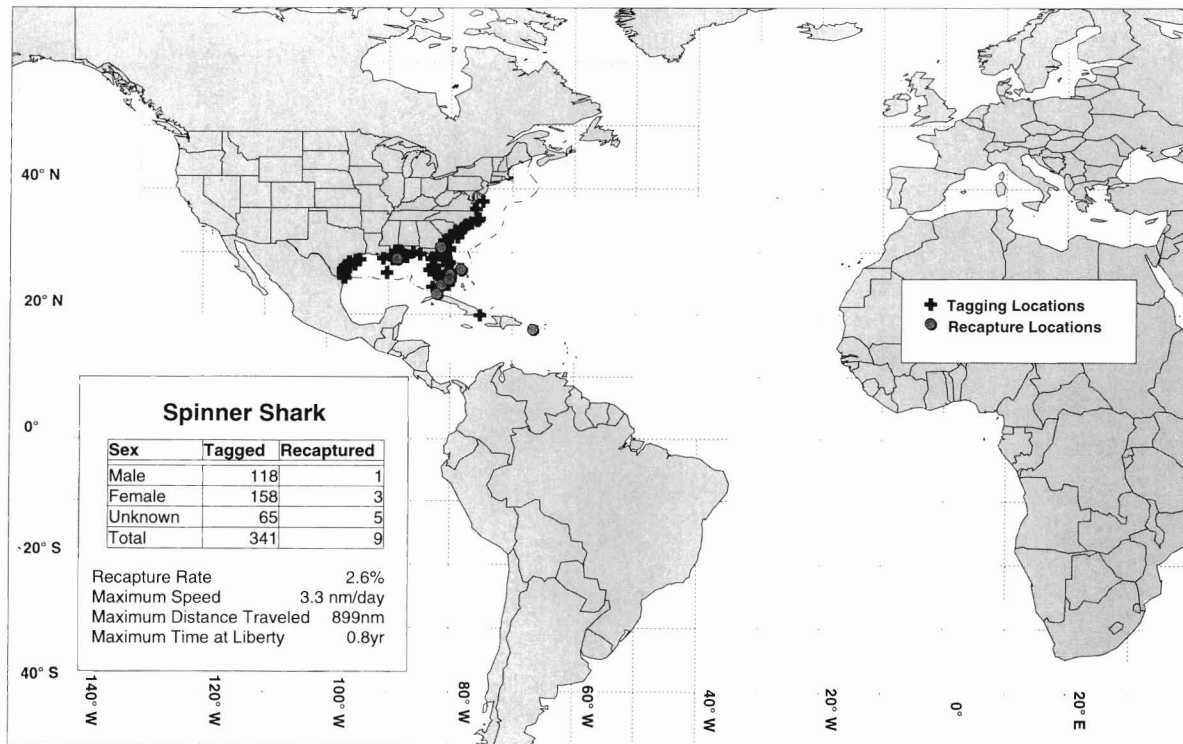 40° N
20° N
0°
20° S
40° S
Tagging Locations
Recapture Locations
Spinner Shark
Sex Tagged Recaptured
Male 118 1
Female 158 3
Unknown 65 5
Total 341 9
Recapture Rate 2.6%
Maximum Speed 3.3 nm/day
Maximum Distance Traveled 899nm
Maximum Time at Liberty 0.8yr
140° W
120° W
100° W
80° W
60° W
40° W
20° W
0°
20° E